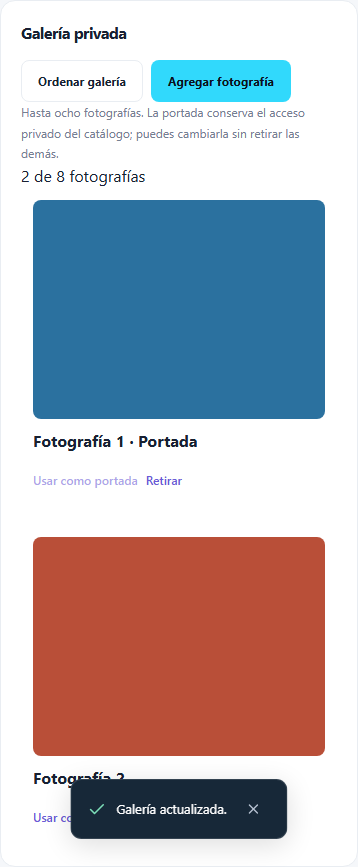 Galería privada
Ordenar galería
Agregar fotografía
Hasta ocho fotografías. La portada conserva el acceso
privado del catálogo; puedes cambiarla sin retirar las
demás.
2 de 8 fotografías
Fotografía 1 · Portada
Usar como portada Retirar
Fotografía 2
Usar
Galería actualizada.